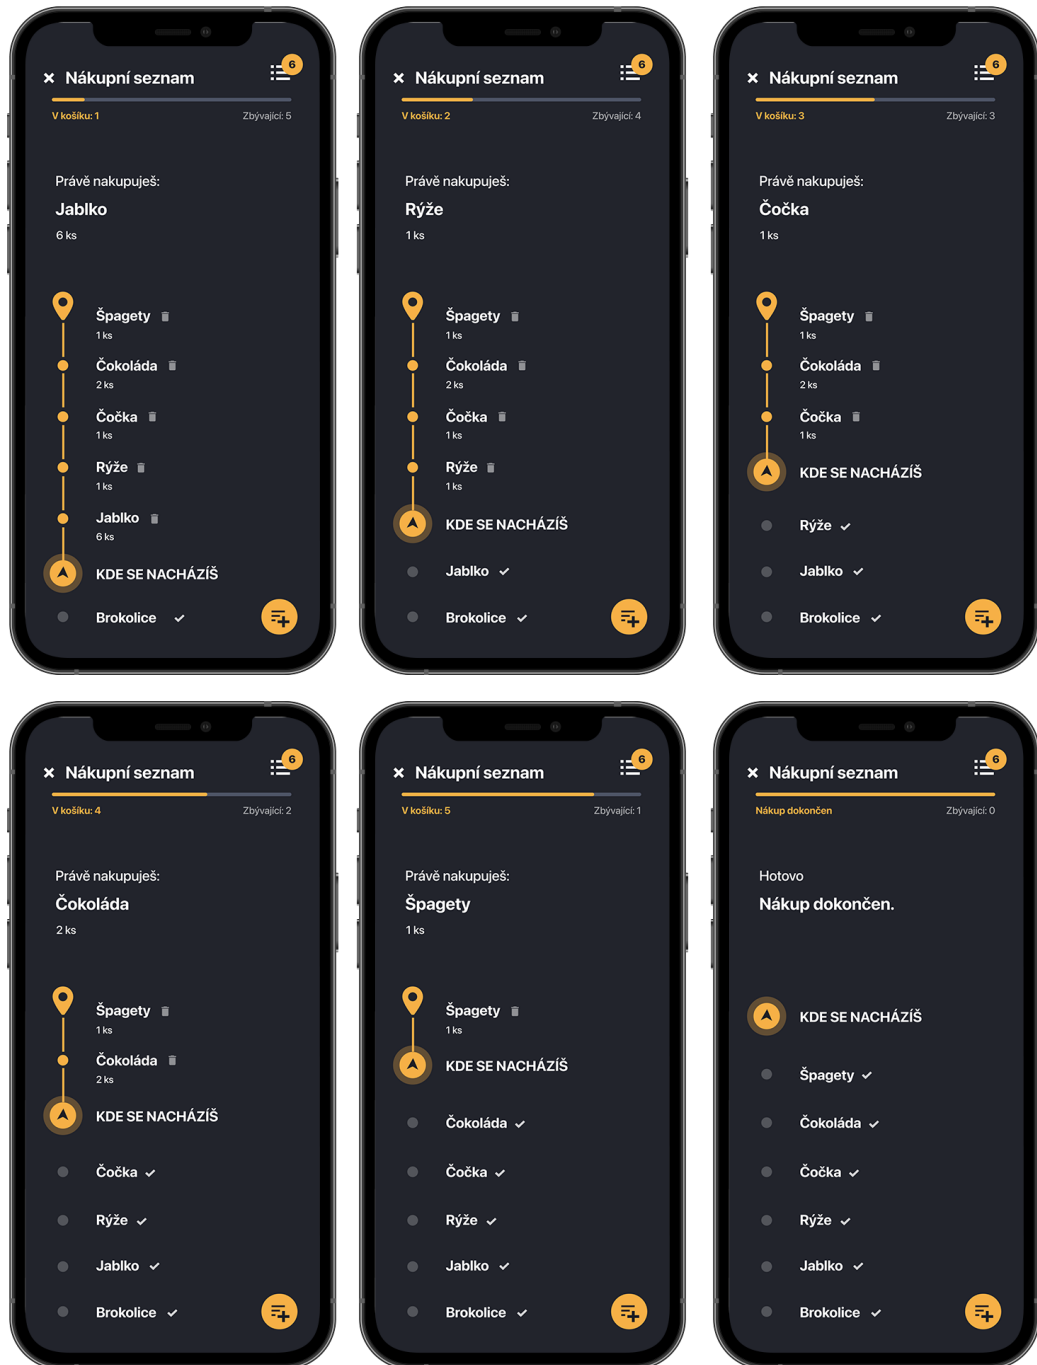 Nákupní seznam
6
V košíku: 1
Zbývající: 5
Právě nakupuješ:
Jablko
6 ks
Špagety
1 ks
Čokoláda
2 ks
Čočka
1 ks
Rýže
1 ks
Jablko
6 ks
KDE SE NACHÁZÍŠ
Brokolice
Nákupní seznam
6
V košíku: 2
Zbývající: 4
Právě nakupuješ:
Rýže
1 ks
Špagety
1 ks
Čokoláda
2 ks
Čočka
1 ks
Rýže
1 ks
KDE SE NACHÁZÍŠ
Jablko
Brokolice
Nákupní seznam
6
V košíku: 3
Zbývající: 3
Právě nakupuješ:
Čočka
1 ks
Špagety
1 ks
Čokoláda
2 ks
Čočka
1 ks
KDE SE NACHÁZÍŠ
Rýže
Jablko
Brokolice
Nákupní seznam
6
V košíku: 4
Zbývající: 2
Právě nakupuješ:
Čokoláda
2 ks
Špagety
1 ks
Čokoláda
2 ks
KDE SE NACHÁZÍŠ
Čočka
Rýže
Jablko
Brokolice
Nákupní seznam
6
V košíku: 5
Zbývající: 1
Právě nakupuješ:
Špagety
1 ks
Špagety
1 ks
KDE SE NACHÁZÍŠ
Čokoláda
Čočka
Rýže
Jablko
Brokolice
Nákupní seznam
6
Nákup dokončen
Zbývající: 0
Hotovo
Nákup dokončen.
KDE SE NACHÁZÍŠ
Špagety
Čokoláda
Čočka
Rýže
Jablko
Brokolice